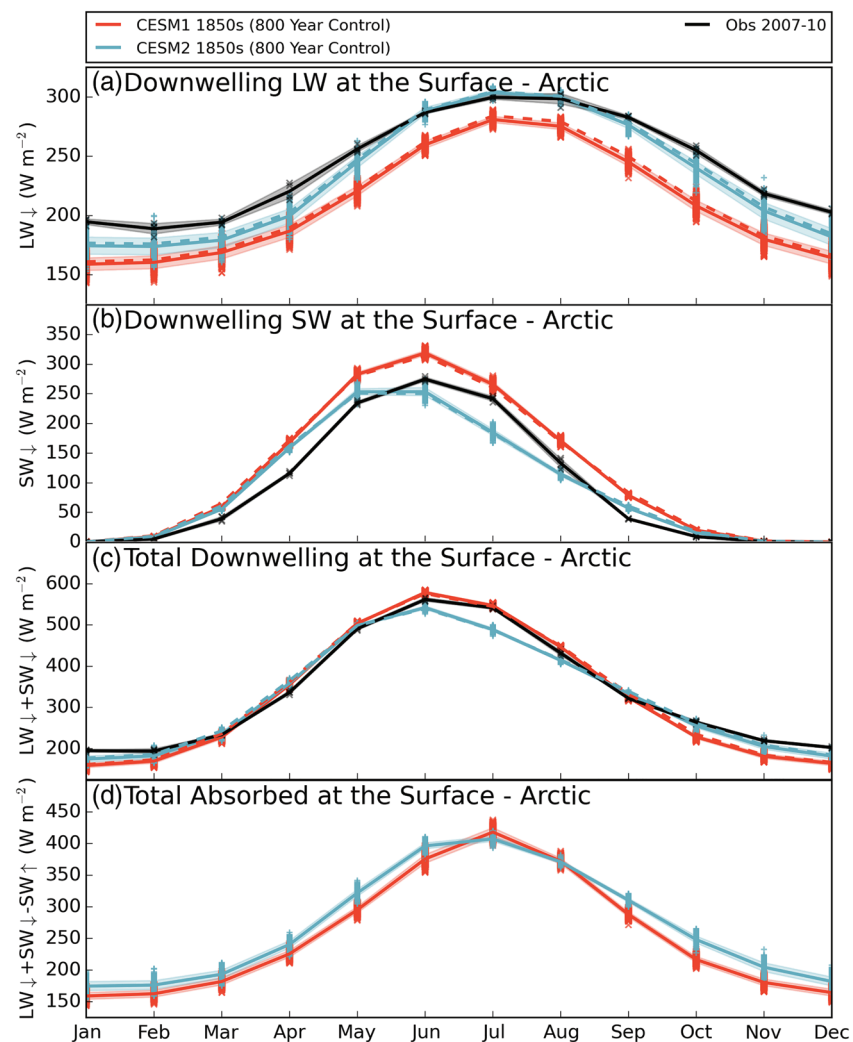 CESM1 1850s (800 Year Control)
Obs 2007-10
CESM2 1850s (800 Year Control)
(a)Downwelling LW at the Surface - Arctic
300
250
200
150
LW↓ (W m⁻²)
(b)Downwelling SW at the Surface - Arctic
350
300
250
200
150
100
50
0
SW↓ (W m⁻²)
(c)Total Downwelling at the Surface - Arctic
600
500
400
300
200
LW↓+SW↓ (W m⁻²)
(d)Total Absorbed at the Surface - Arctic
450
400
350
300
250
200
150
LW↓+SW↓-SW↑ (W m⁻²)
Jan Feb Mar Apr May Jun Jul Aug Sep Oct Nov Dec